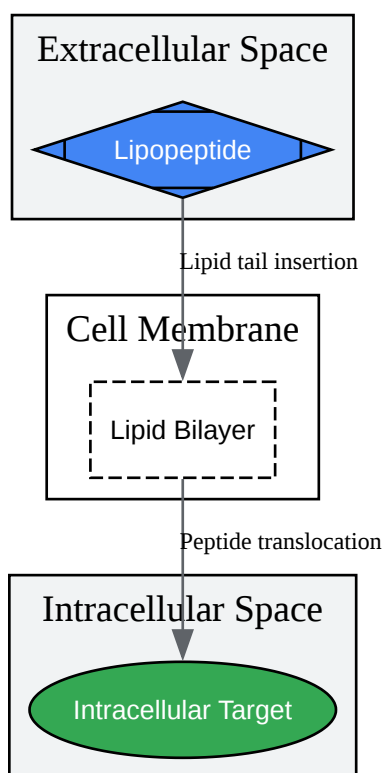 Extracellular Space
Lipopeptide
Lipid tail insertion
Cell Membrane
Lipid Bilayer
Peptide translocation
Intracellular Space
Intracellular Target